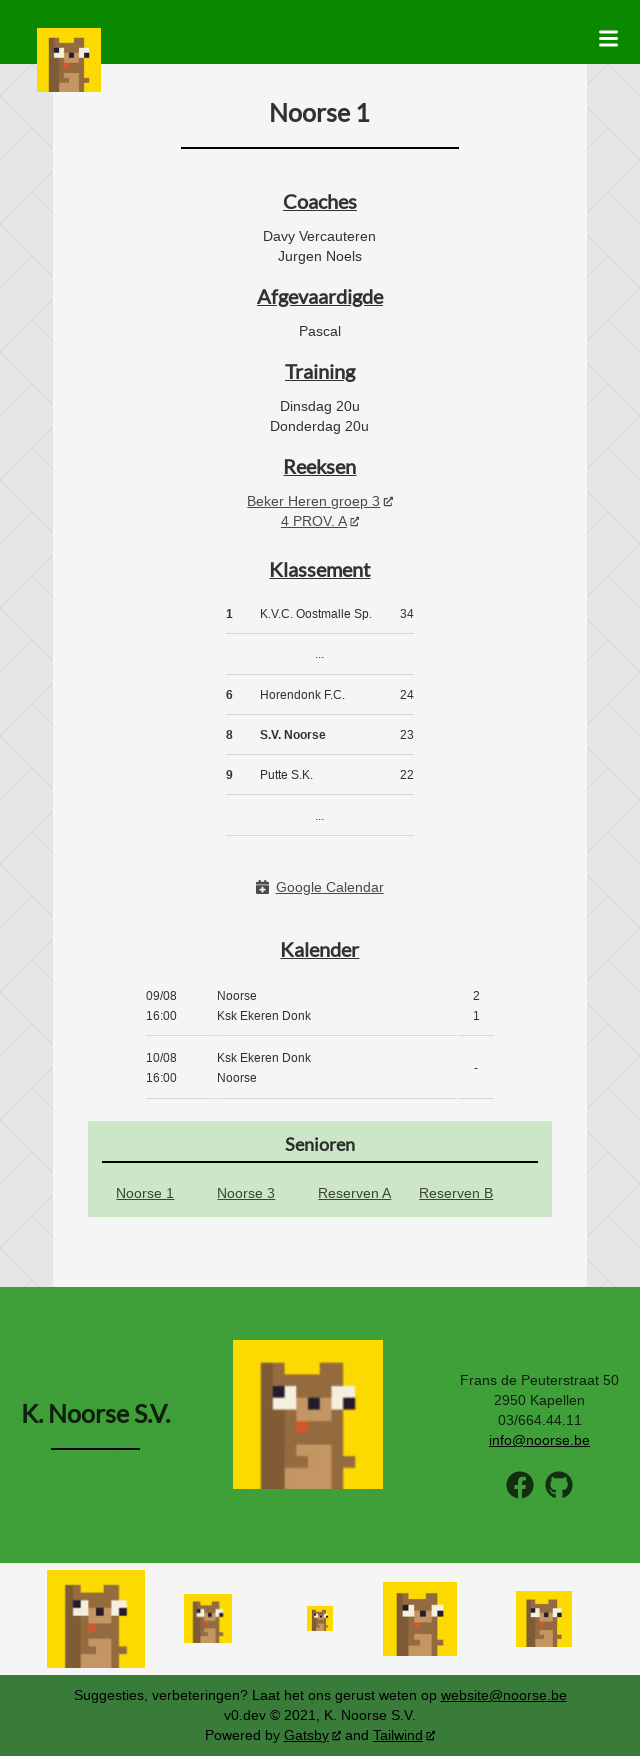 Noorse 1
Coaches
Davy Vercauteren
Jurgen Noels
Afgevaardigde
Pascal
Training
Dinsdag 20u
Donderdag 20u
Reeksen
Beker Heren groep 3
4 PROV. A
Klassement
1 K.V.C. Oostmalle Sp. 34
...
6 Horendonk F.C. 24
8 S.V. Noorse 23
9 Putte S.K. 22
...
Google Calendar
Kalender
09/08 Noorse 2
16:00 Ksk Ekeren Donk 1
10/08 Ksk Ekeren Donk
-
16:00 Noorse
Senioren
Noorse 1 Noorse 3 Reserven A Reserven B
K. Noorse S.V.
Frans de Peuterstraat 50
2950 Kapellen
03/664.44.11
info@noorse.be
Suggesties, verbeteringen? Laat het ons gerust weten op website@noorse.be
v0.dev © 2021, K. Noorse S.V.
Powered by Gatsby and Tailwind